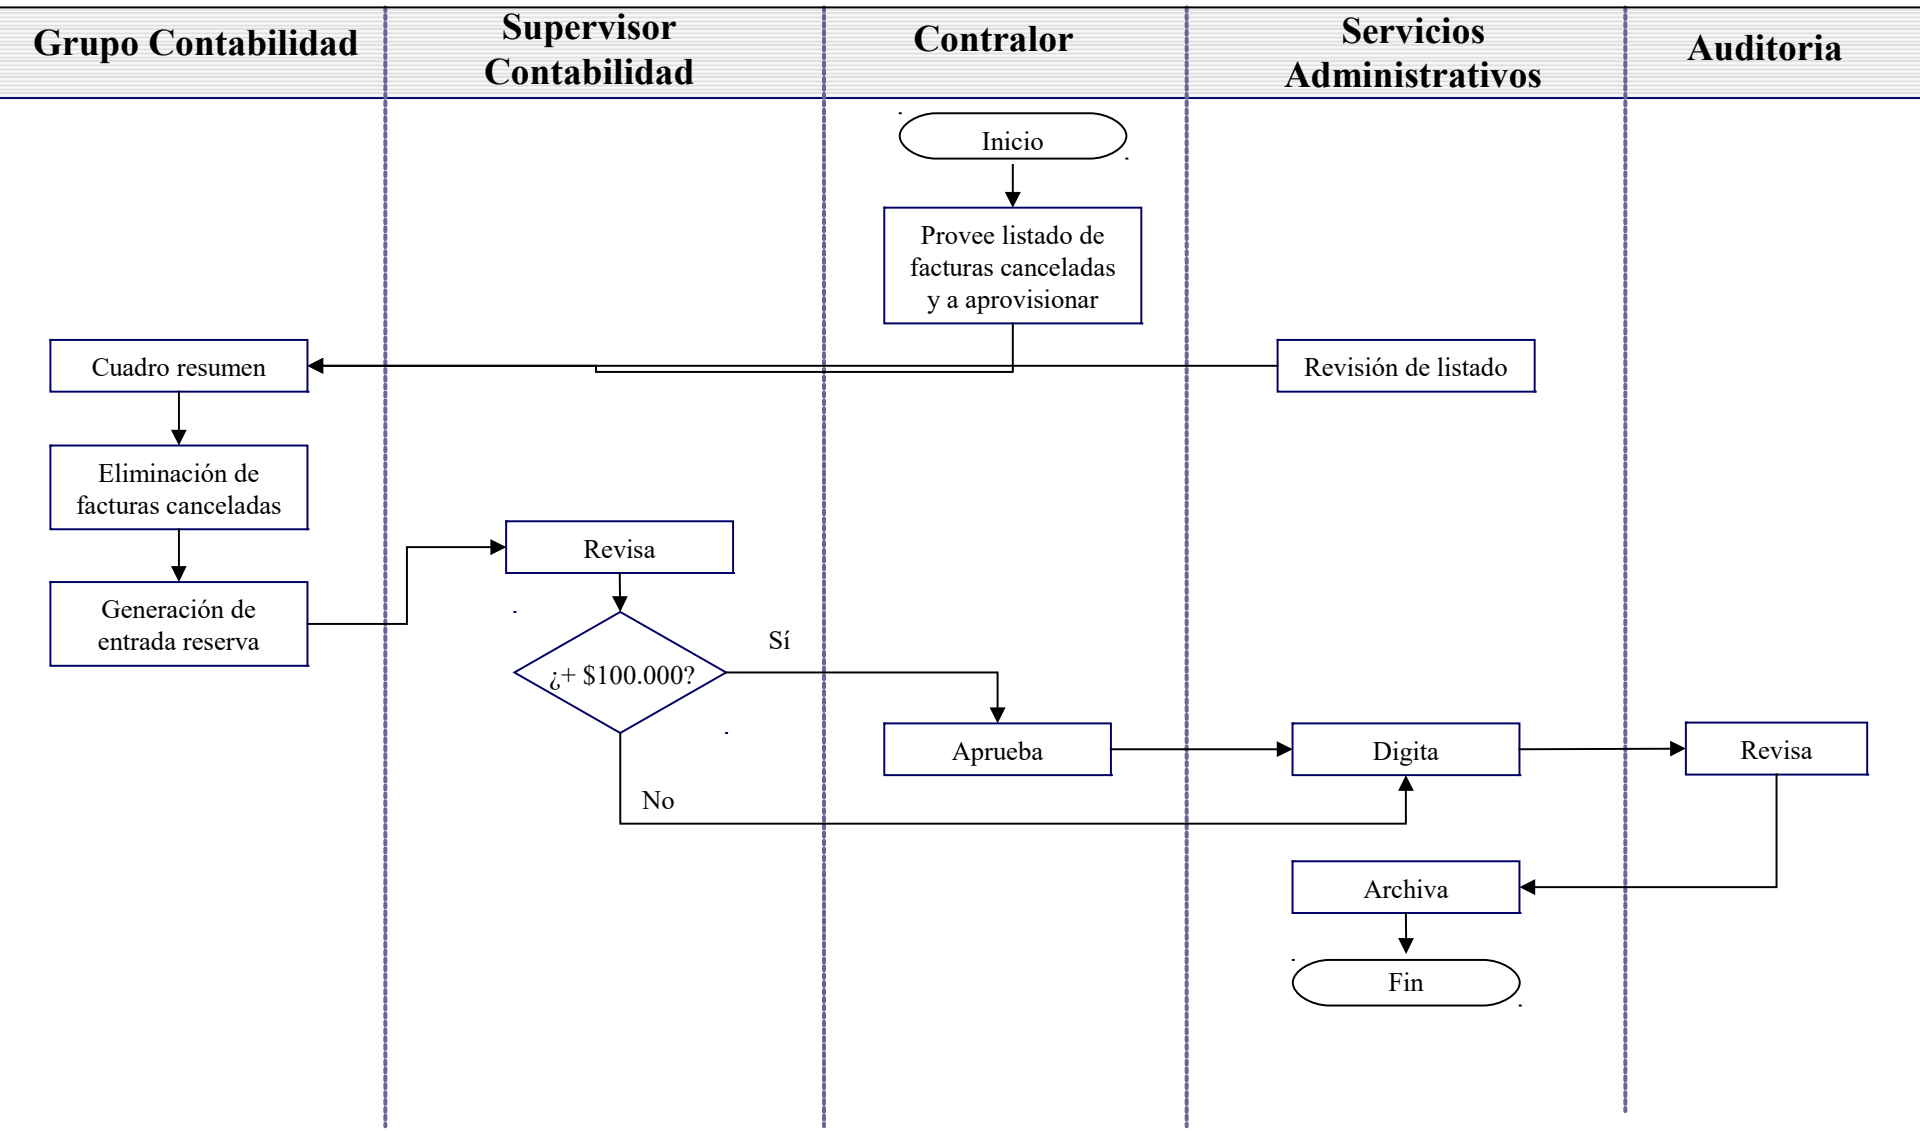 Grupo Contabilidad
Supervisor
Contabilidad
Contralor
Servicios
Administrativos
Auditoria
Inicio
Provee listado de
facturas canceladas
y a aprovisionar
Cuadro resumen
Revisión de listado
Eliminación de
facturas canceladas
Revisa
Generación de
entrada reserva
Sí
¿+ $100.000?
Aprueba
Digita
Revisa
No
Archiva
Fin